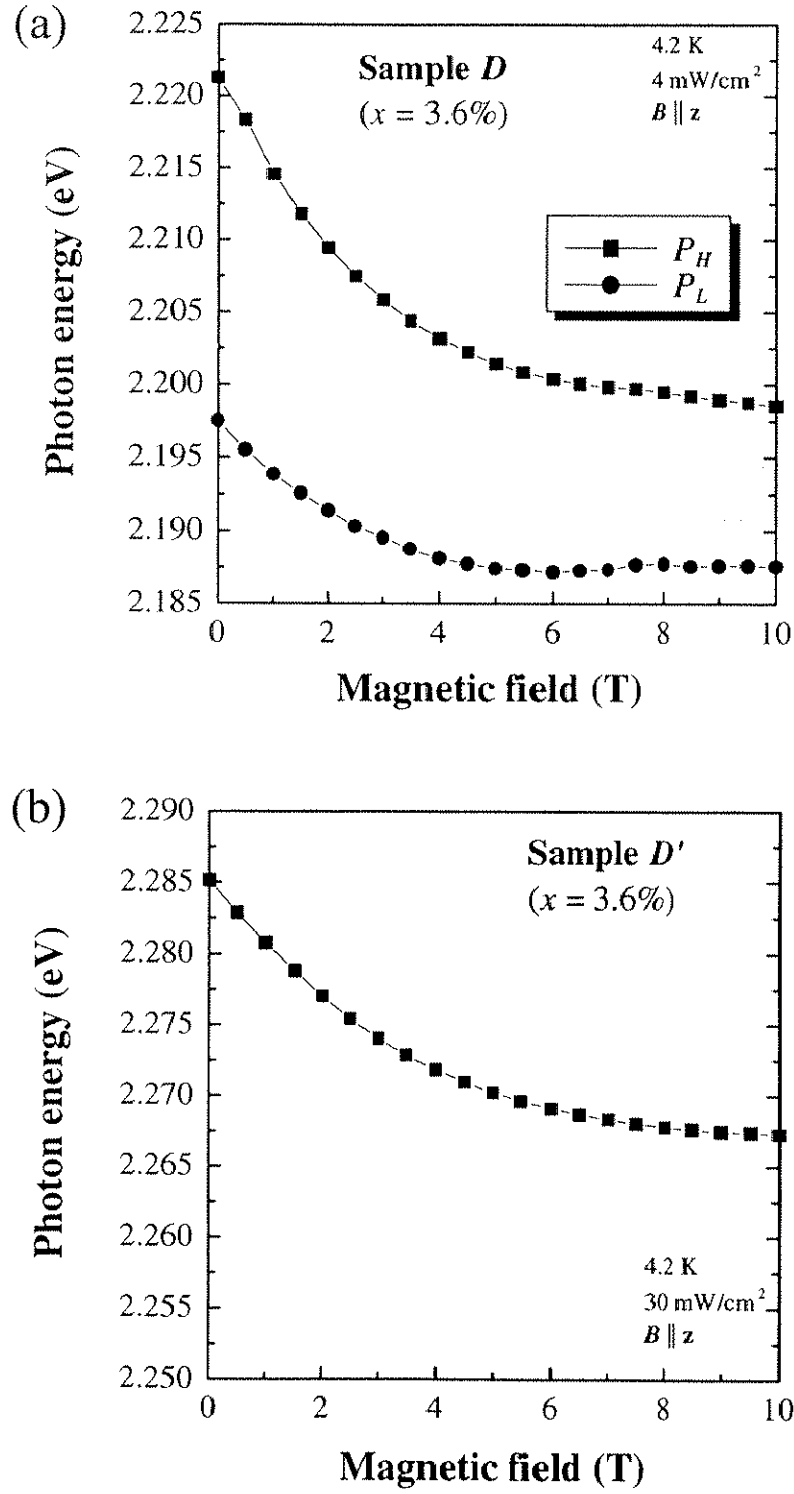 (a)
2.225
2.220
2.215
2.210
2.205
2.200
2.195
2.190
2.185
Photon energy (eV)
Sample D
(x = 3.6%)
4.2 K
4 mW/cm²
B || z
P_H
P_L
0 2 4 6 8 10
Magnetic field (T)
(b)
2.290
2.285
2.280
2.275
2.270
2.265
2.260
2.255
2.250
Photon energy (eV)
Sample D'
(x = 3.6%)
4.2 K
30 mW/cm²
B || z
0 2 4 6 8 10
Magnetic field (T)